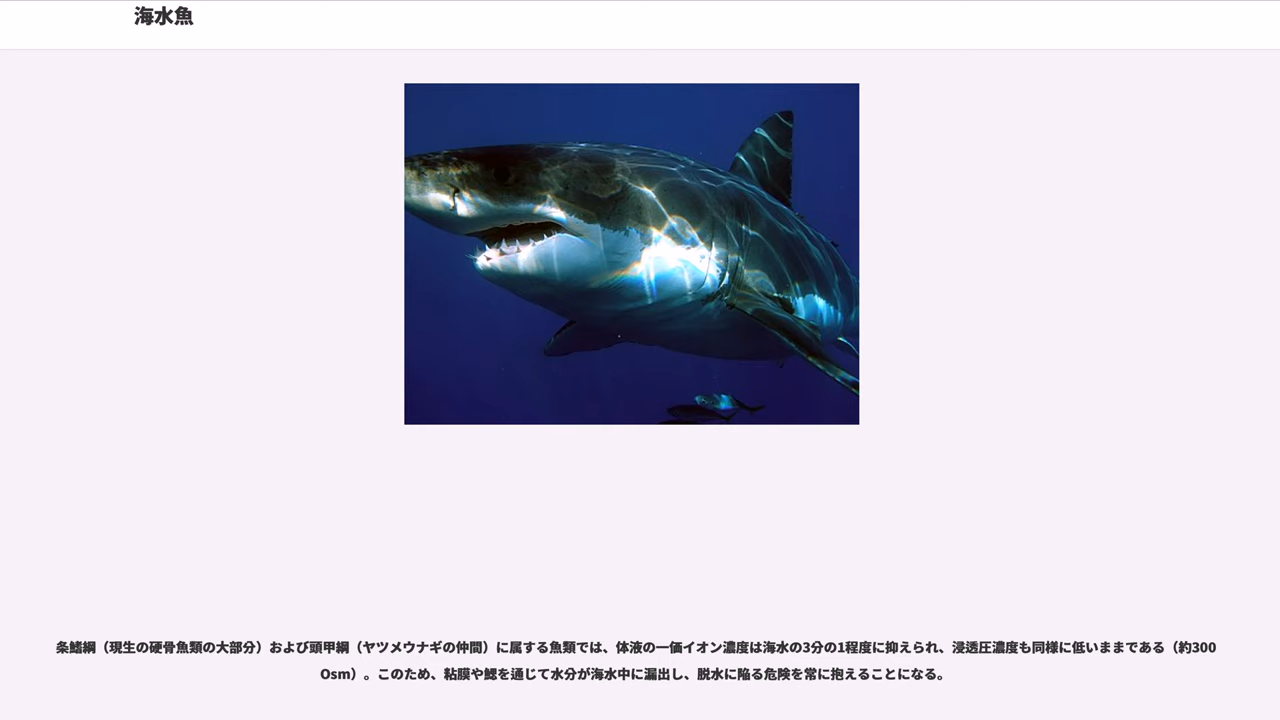 海水魚
条鰭綱（現生の硬骨魚類の大部分）および頭甲綱（ヤツメウナギの仲間）に属する魚類では、体液の一価イオン濃度は海水の3分の1程度に抑えられ、浸透圧濃度も同様に低いままである（約300
Osm）。このため、粘膜や鰓を通じて水分が海水中に漏出し、脱水に陥る危険を常に抱えることになる。